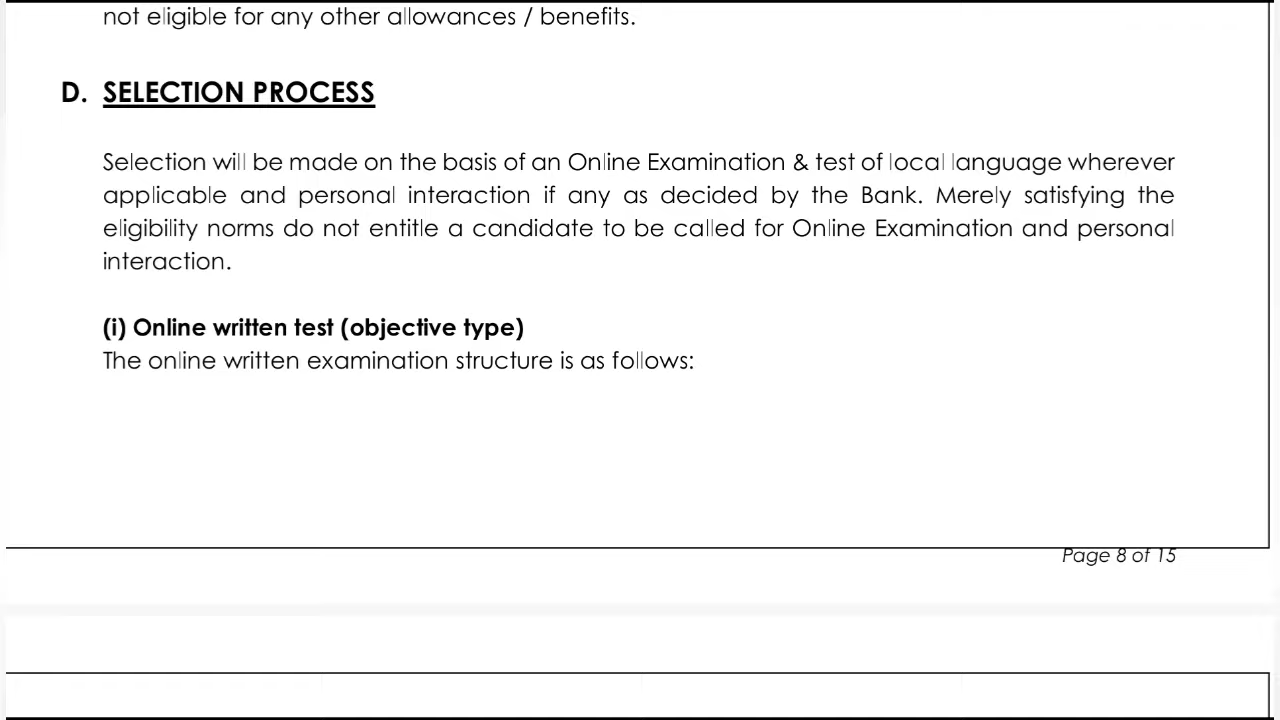 not eligible for any other allowances / benefits.
D. SELECTION PROCESS
Selection will be made on the basis of an Online Examination & test of local language wherever
applicable and personal interaction if any as decided by the Bank. Merely satisfying the
eligibility norms do not entitle a candidate to be called for Online Examination and personal
interaction.
(i) Online written test (objective type)
The online written examination structure is as follows:
Page 8 of 15